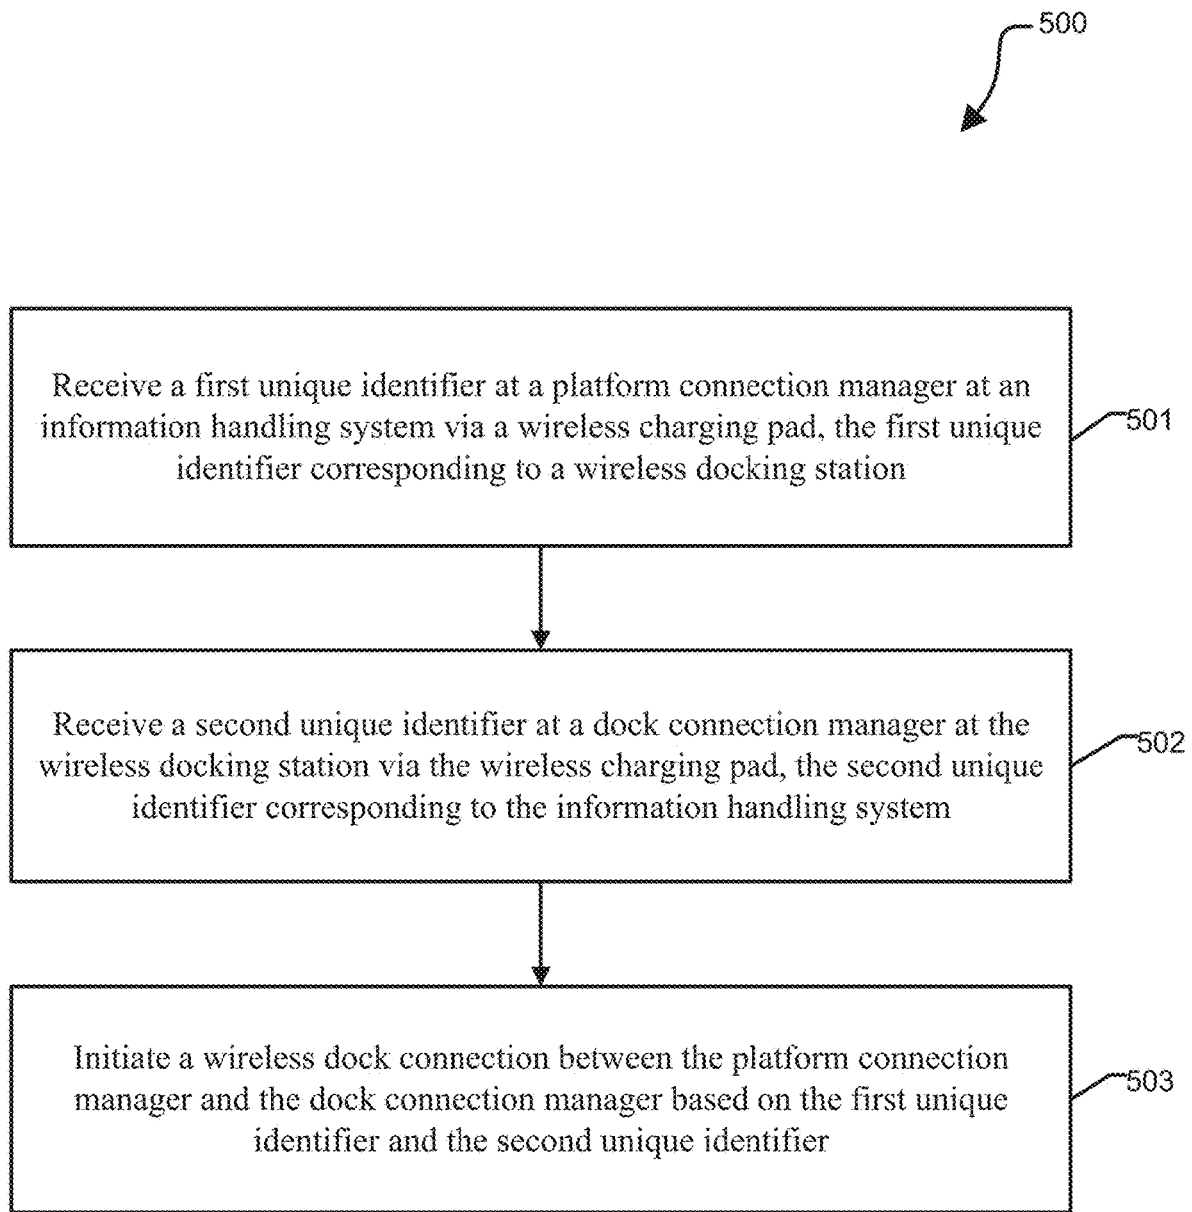 500
Receive a first unique identifier at a platform connection manager at an
information handling system via a wireless charging pad, the first unique
identifier corresponding to a wireless docking station
501
Receive a second unique identifier at a dock connection manager at the
wireless docking station via the wireless charging pad, the second unique
identifier corresponding to the information handling system
502
Initiate a wireless dock connection between the platform connection
manager and the dock connection manager based on the first unique
identifier and the second unique identifier
503